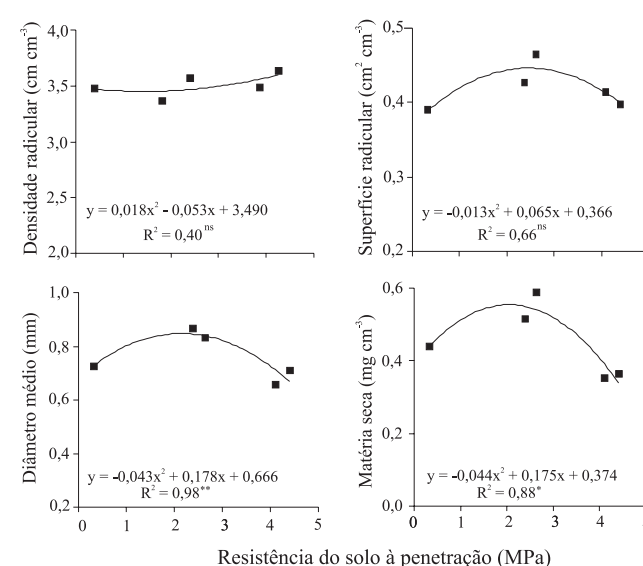 4,0
3,5
3,0
2,5
2,0
Densidade radicular (cm cm⁻³)
y = 0,018x² - 0,053x + 3,490
R² = 0,40 ns
0,5
0,4
0,3
0,2
Superfície radicular (cm² cm⁻³)
y = -0,013x² + 0,065x + 0,366
R² = 0,66 ns
1,0
0,8
0,6
0,4
0,2
Diâmetro médio (mm)
y = -0,043x² + 0,178x + 0,666
R² = 0,98**
0 1 2 3 4 5
0,6
0,4
0,2
0,0
Matéria seca (mg cm⁻³)
y = -0,044x² + 0,175x + 0,374
R² = 0,88*
0 1 2 3 4
Resistência do solo à penetração (MPa)